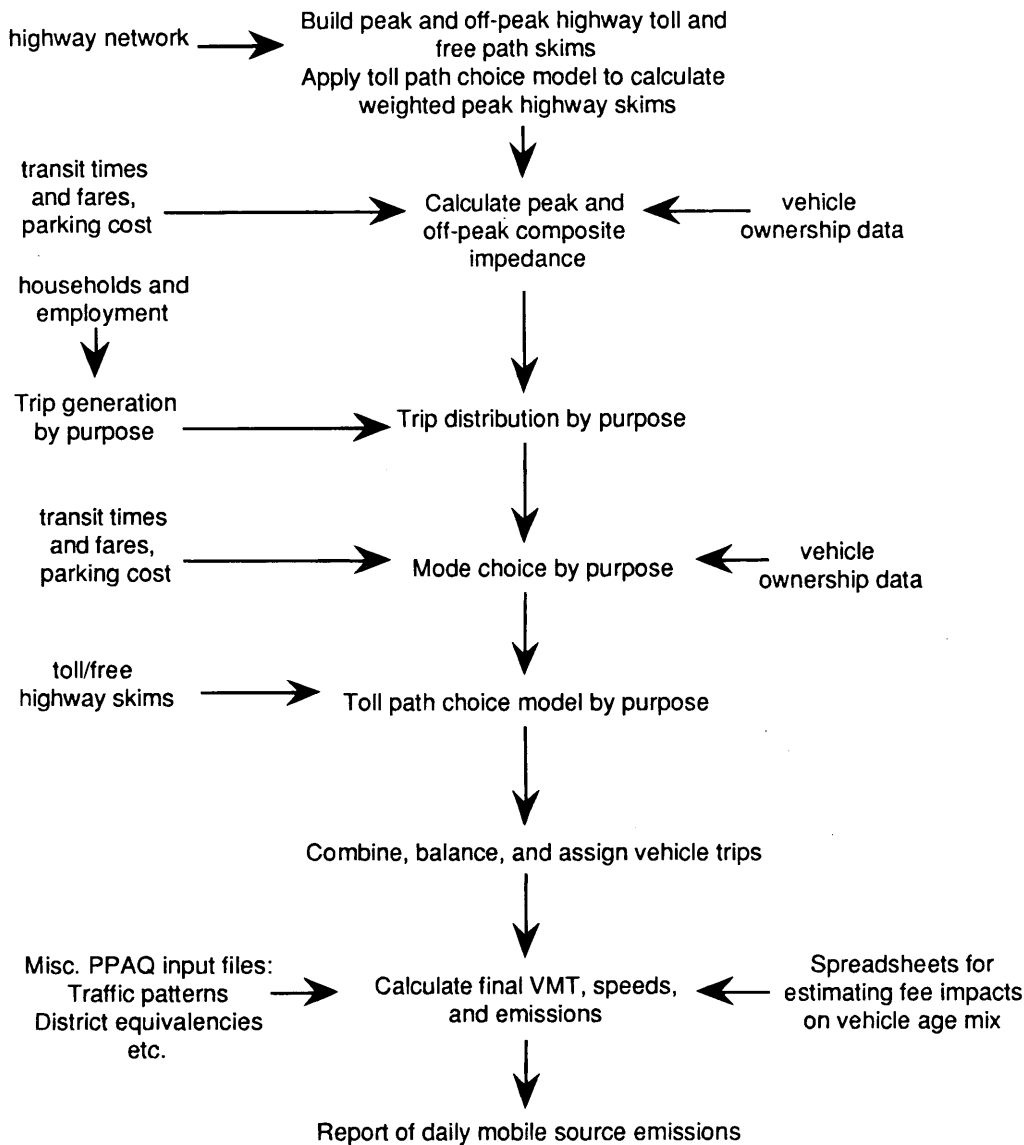 highway network
Build peak and off-peak highway toll and
free path skims
Apply toll path choice model to calculate
weighted peak highway skims
transit times
and fares,
parking cost
Calculate peak and
off-peak composite
impedance
vehicle
ownership data
households and
employment
Trip generation
by purpose
Trip distribution by purpose
transit times
and fares,
parking cost
Mode choice by purpose
vehicle
ownership data
toll/free
highway skims
Toll path choice model by purpose
Combine, balance, and assign vehicle trips
Misc. PPAQ input files:
Traffic patterns
District equivalencies
etc.
Calculate final VMT, speeds,
and emissions
Spreadsheets for
estimating fee impacts
on vehicle age mix
Report of daily mobile source emissions